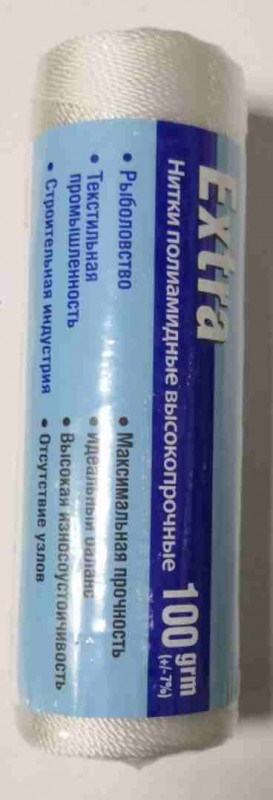 Extra
Нитки полиамидные высокопрочные 100 grm
(+/-7%)
• Рыболовство
• Текстильная
промышленность
• Строительная индустрия
• Максимальная прочность
• Идеальный баланс
• Высокая износоустойчивость
• Отсутствие узлов